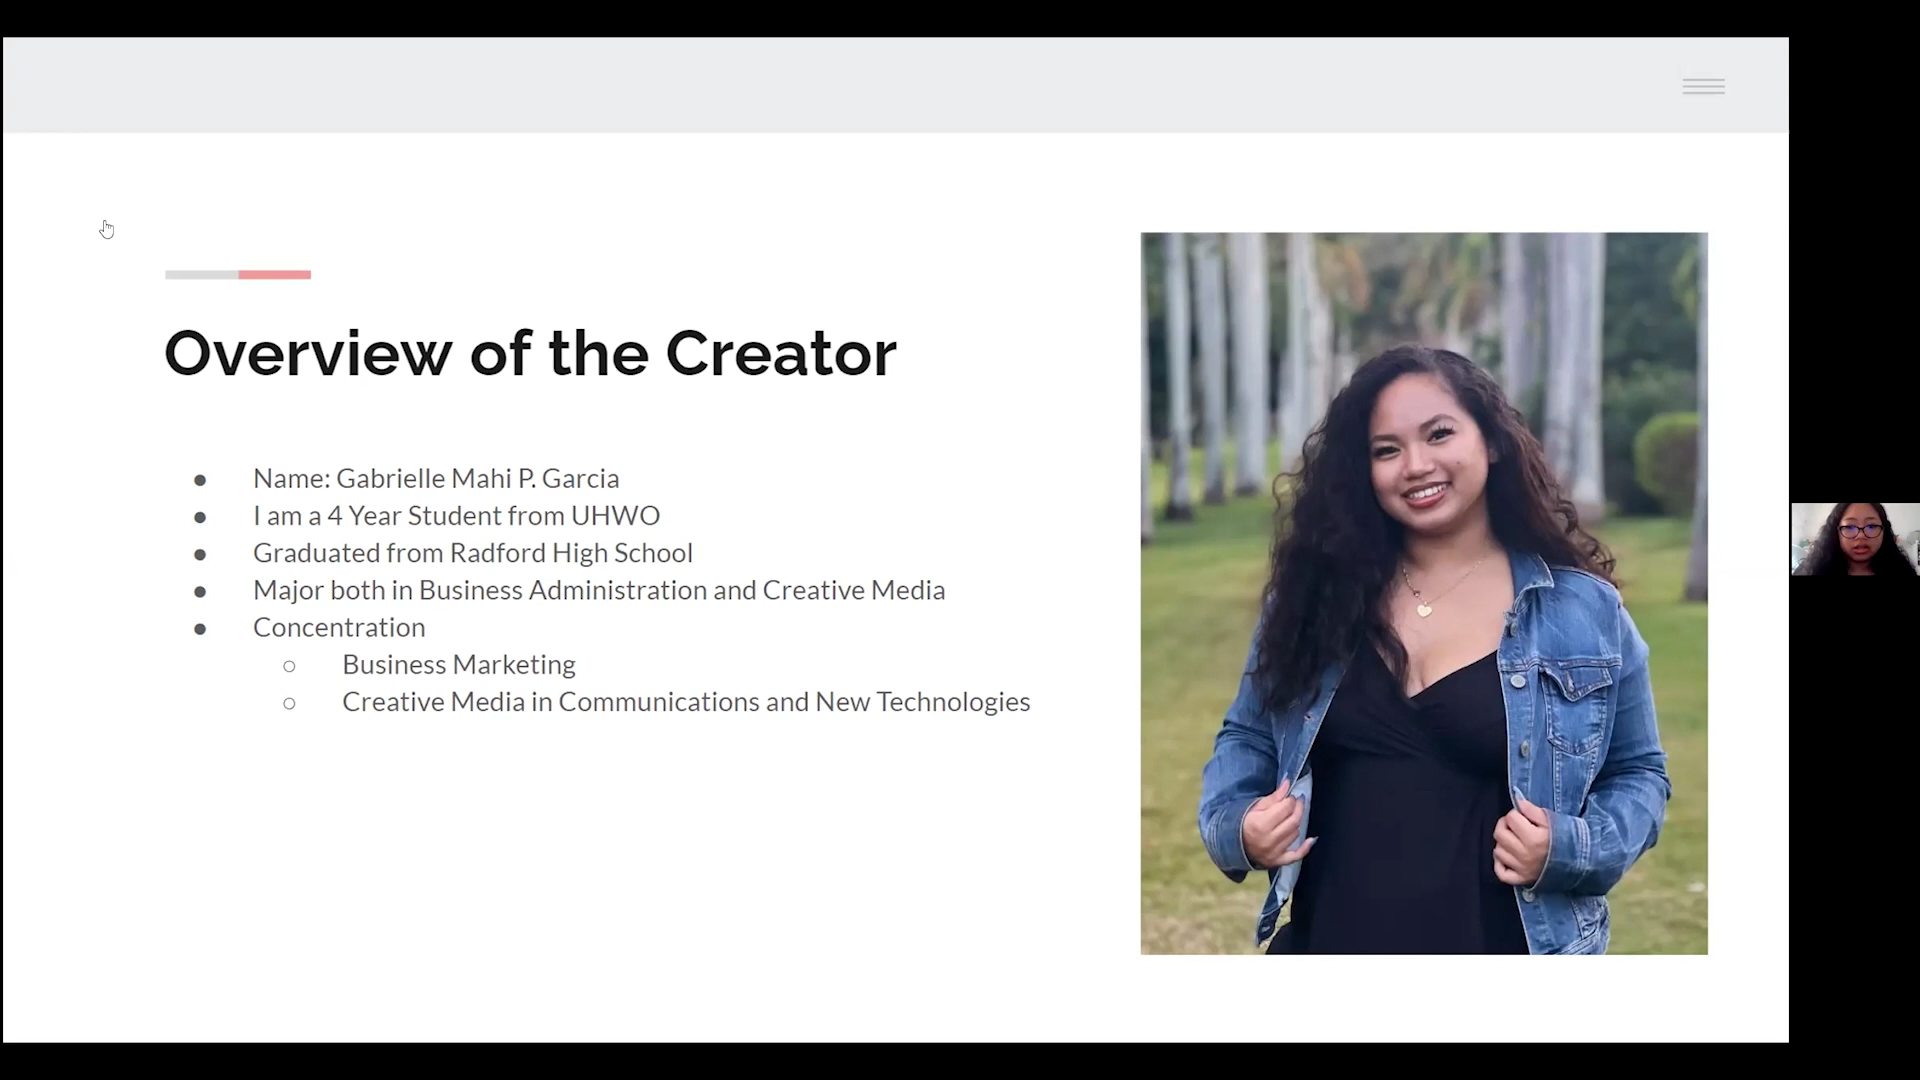 Overview of the Creator
● Name: Gabrielle Mahi P. Garcia
● I am a 4 Year Student from UHWO
● Graduated from Radford High School
● Major both in Business Administration and Creative Media
● Concentration
○ Business Marketing
○ Creative Media in Communications and New Technologies